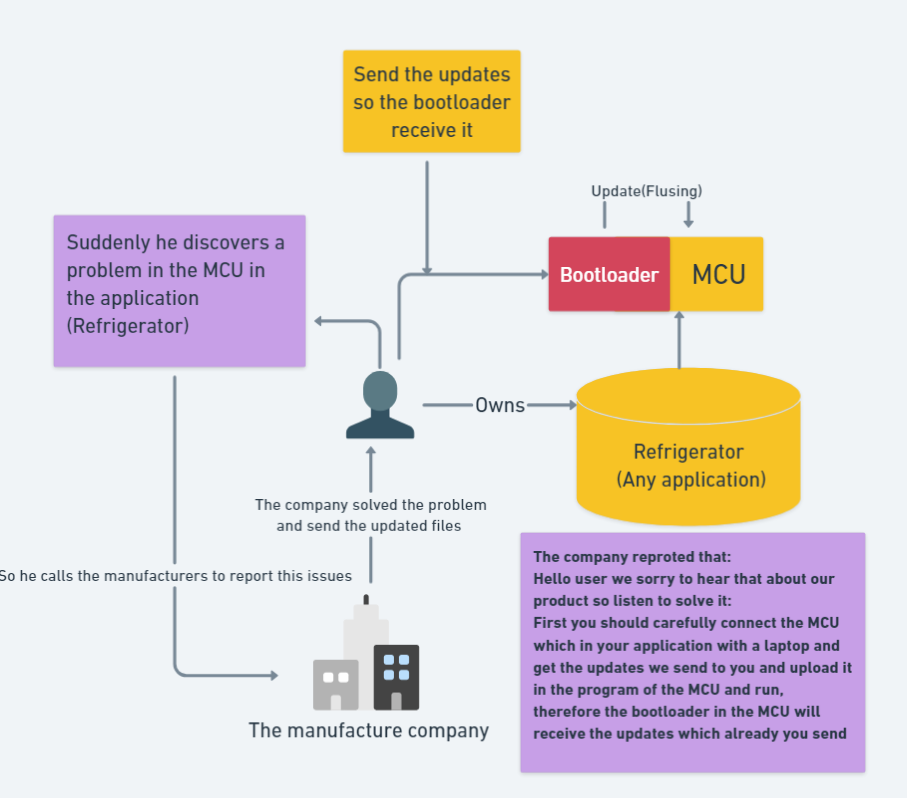 Send the updates
so the bootloader
receive it
Update(Flusing)
Suddenly he discovers a
problem in the MCU in
the application
(Refrigerator)
Bootloader
MCU
Owns
Refrigerator
(Any application)
The company solved the problem
and send the updated files
So he calls the manufacturers to report this issues
The manufacture company
The company reproted that:
Hello user we sorry to hear that about our
product so listen to solve it:
First you should carefully connect the MCU
which in your application with a laptop and
get the updates we send to you and upload it
in the program of the MCU and run,
therefore the bootloader in the MCU will
receive the updates which already you send